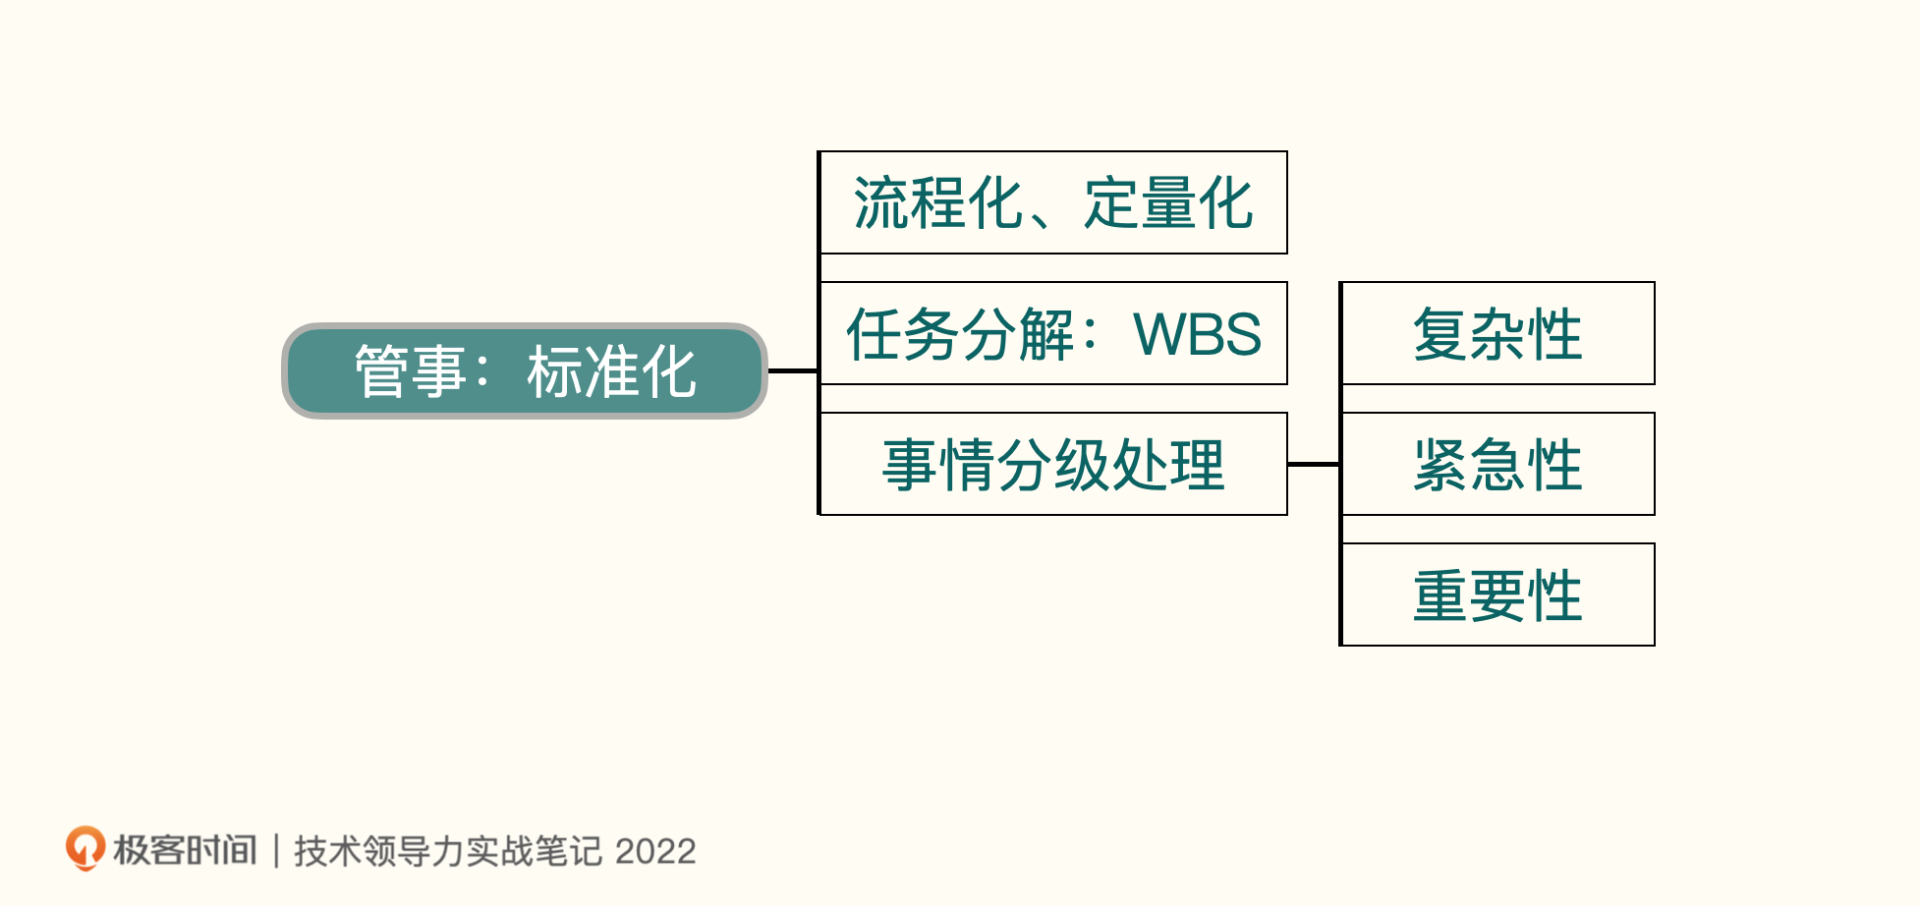 管事：标准化
流程化、定量化
任务分解：WBS
事情分级处理
复杂性
紧急性
重要性
极客时间｜技术领导力实战笔记 2022